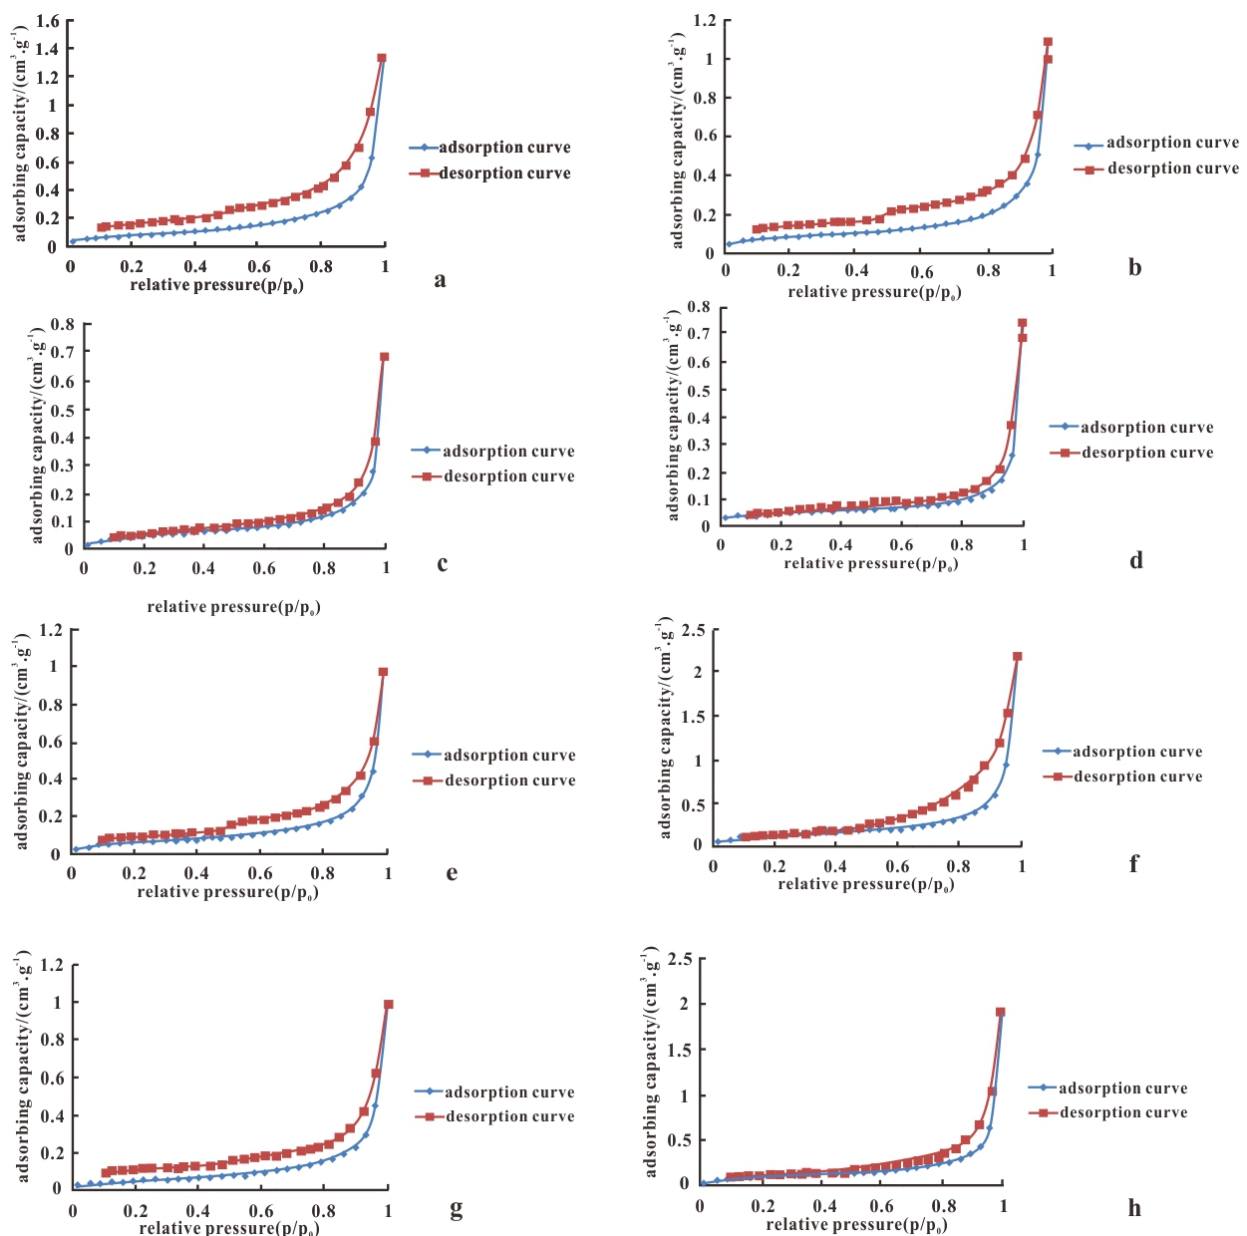 adsorbing capacity/(cm³.g⁻¹)
1.6
1.4
1.2
1
0.8
0.6
0.4
0.2
0
0 0.2 0.4 0.6 0.8 1
relative pressure(p/p₀)
adsorption curve
desorption curve
a
adsorbing capacity/(cm³.g⁻¹)
1.2
1
0.8
0.6
0.4
0.2
0
0 0.2 0.4 0.6 0.8 1
relative pressure(p/p₀)
adsorption curve
desorption curve
b
adsorbing capacity/(cm³.g⁻¹)
0.8
0.7
0.6
0.5
0.4
0.3
0.2
0.1
0
0 0.2 0.4 0.6 0.8 1
relative pressure(p/p₀)
adsorption curve
desorption curve
c
adsorbing capacity/(cm³.g⁻¹)
0.8
0.7
0.6
0.5
0.4
0.3
0.2
0.1
0
0 0.2 0.4 0.6 0.8 1
relative pressure(p/p₀)
adsorption curve
desorption curve
d
adsorbing capacity/(cm³.g⁻¹)
1.2
1
0.8
0.6
0.4
0.2
0
0 0.2 0.4 0.6 0.8 1
relative pressure(p/p₀)
adsorption curve
desorption curve
e
adsorbing capacity/(cm³.g⁻¹)
2.5
2
1.5
1
0.5
0
0 0.2 0.4 0.6 0.8 1
relative pressure(p/p₀)
adsorption curve
desorption curve
f
adsorbing capacity/(cm³.g⁻¹)
1.2
1
0.8
0.6
0.4
0.2
0
0 0.2 0.4 0.6 0.8 1
relative pressure(p/p₀)
adsorption curve
desorption curve
g
adsorbing capacity/(cm³.g⁻¹)
2.5
2
1.5
1
0.5
0
0 0.2 0.4 0.6 0.8 1
relative pressure(p/p₀)
adsorption curve
desorption curve
h